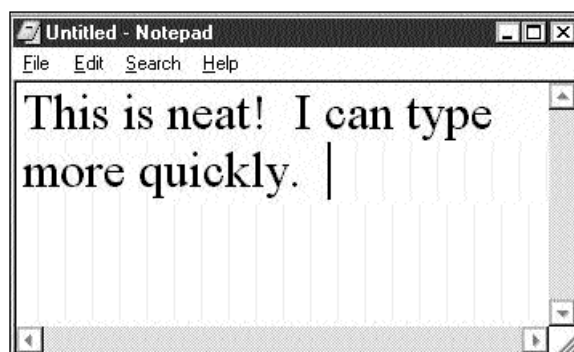 Untitled - Notepad
File Edit Search Help
This is neat!  I can type
more quickly.